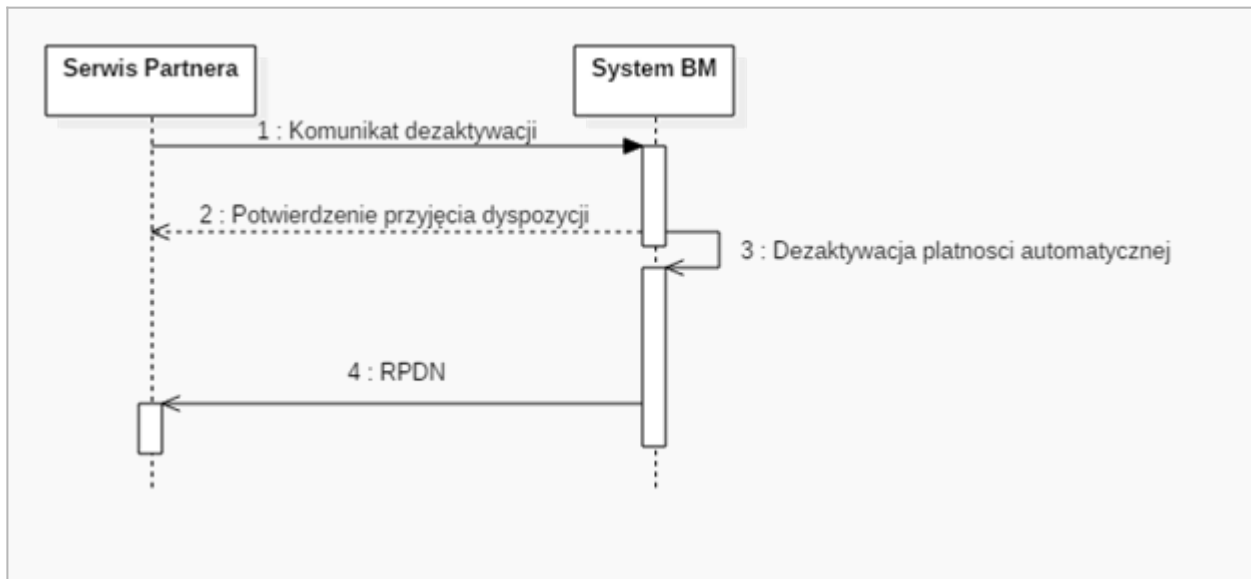 Serwis Partnera
System BM
1 : Komunikat dezaktywacji
2 : Potwierdzenie przyjęcia dyspozycji
3 : Dezaktywacja platnosci automatycznej
4 : RPDN